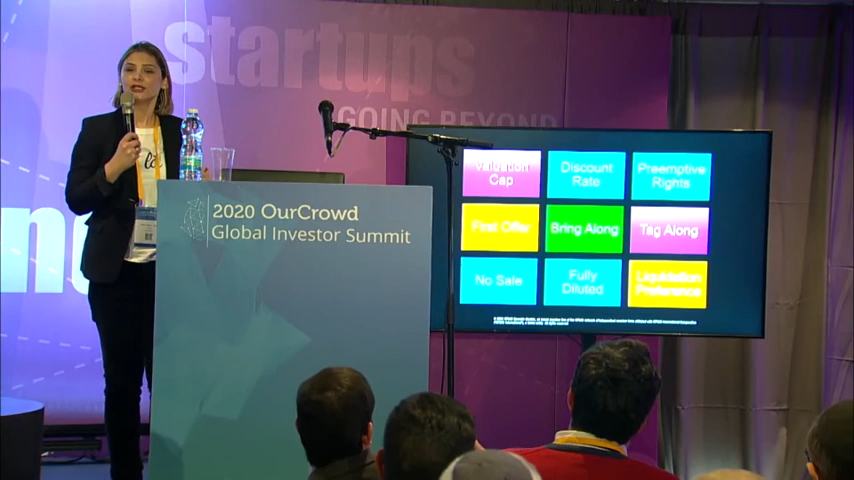 startups
GOING BEYOND
2020 OurCrowd
Global Investor Summit
Valuation
Cap
Discount
Rate
Preemptive
Rights
First Offer
Bring Along
Tag Along
No Sale
Fully
Diluted
Liquidation
Preference